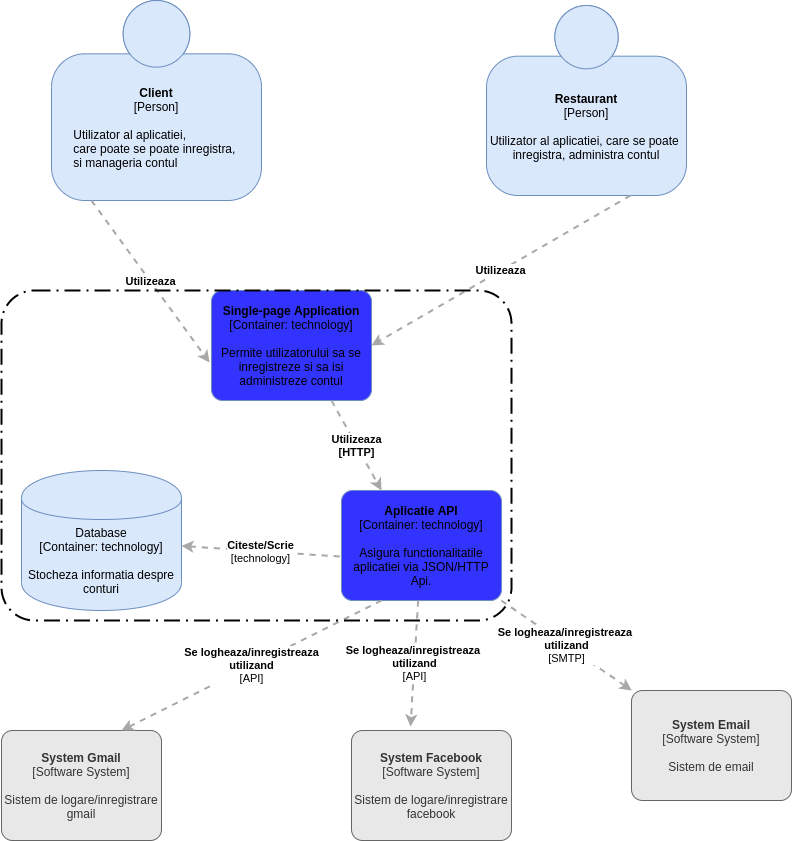 Client
[Person]
Utilizator al aplicatiei,
care poate se poate inregistra,
si manageria contul
Restaurant
[Person]
Utilizator al aplicatiei, care se poate
inregistra, administra contul
Utilizeaza
Utilizeaza
Single-page Application
[Container: technology]
Permite utilizatorului sa se
inregistreze si sa isi
administreze contul
Utilizeaza
[HTTP]
Database
[Container: technology]
Stocheza informatia despre
conturi
Citeste/Scrie
[technology]
Aplicatie API
[Container: technology]
Asigura functionalitatile
aplicatiei via JSON/HTTP
Api.
Se logheaza/inregistreaza
utilizand
[API]
Se logheaza/inregistreaza
utilizand
[API]
Se logheaza/inregistreaza
utilizand
[SMTP]
System Gmail
[Software System]
Sistem de logare/inregistrare
gmail
System Facebook
[Software System]
Sistem de logare/inregistrare
facebook
System Email
[Software System]
Sistem de email